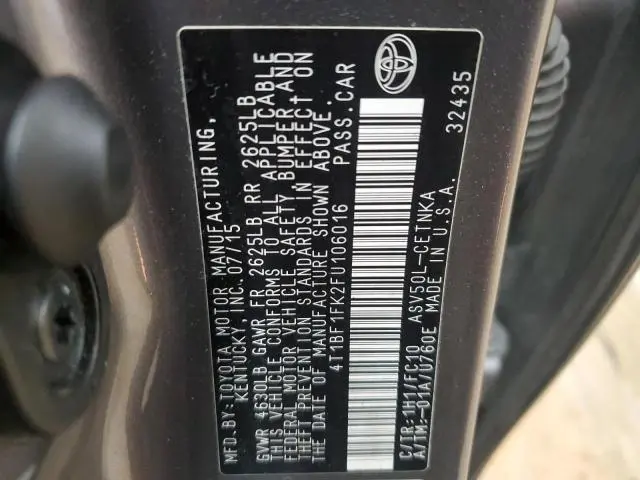 MFD.BY:TOYOTA MOTOR MANUFACTURING,
KENTUCKY, INC. 07/15
GVWR 4630LB GAWR FR 2625LB RR 2625LB
THIS VEHICLE CONFORMS TO ALL APPLICABLE
FEDERAL MOTOR VEHICLE SAFETY, BUMPER, AND
THEFT PREVENTION STANDARDS IN EFFECT ON
THE DATE OF MANUFACTURE SHOWN ABOVE.
4T1BF1FK2FU106016 PASS.CAR
C/TR:1H1/FC10 ASV50L-CETNKA
A/TM:-01A/U760E MADE IN U.S.A.
32435